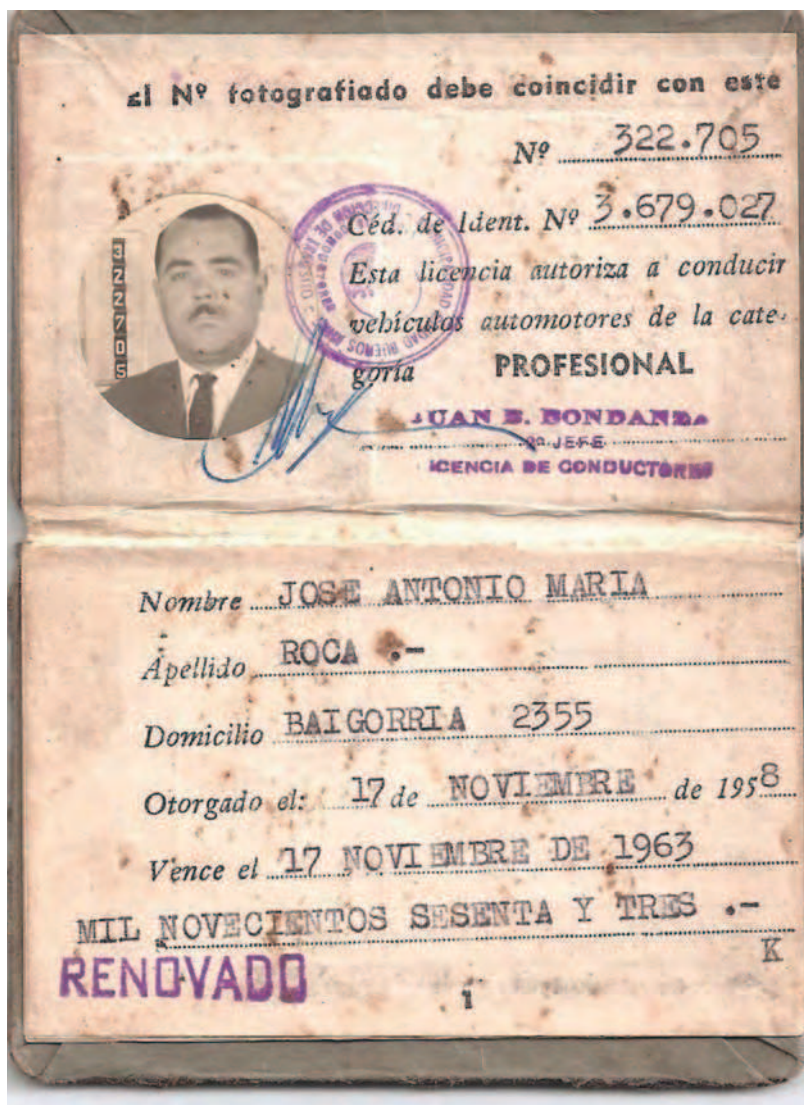 El Nº fotografiado debe coincidir con este
Nº 322.705
Céd. de Ident. Nº 3.679.027
Esta licencia autoriza a conducir
vehículos automotores de la cate-
goría PROFESIONAL
322705
JUAN E. BONDANZA
2º JEFE
ICENCIA DE CONDUCTORES
Nombre JOSE ANTONIO MARIA
Apellido ROCA .-
Domicilio BAIGORRIA 2355
Otorgado el: 17 de NOVIEMBRE de 1958
Vence el 17 NOVIEMBRE DE 1963
MIL NOVECIENTOS SESENTA Y TRES .-
K
RENOVADO
1